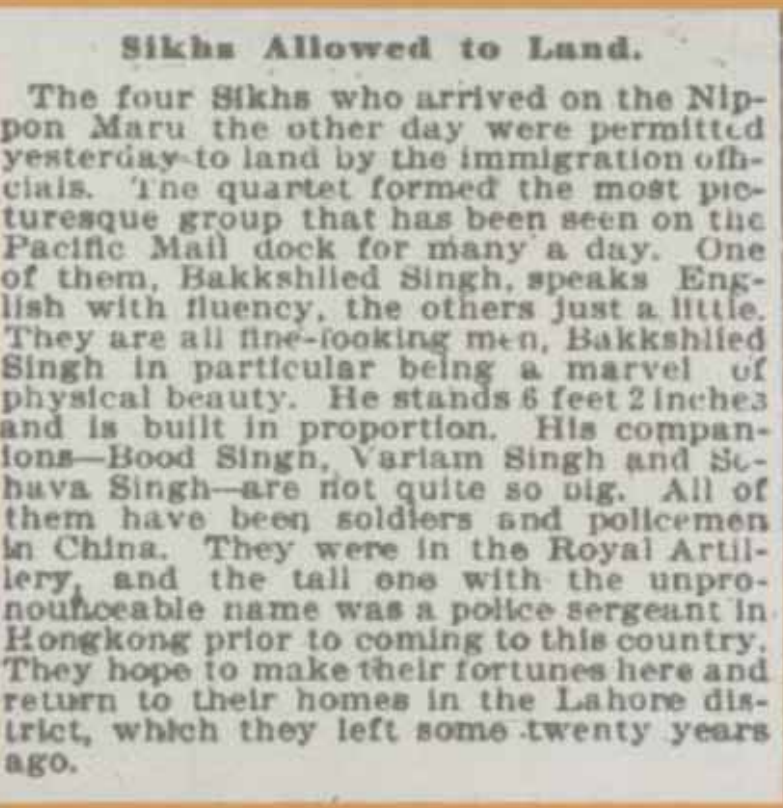 Sikhs Allowed to Land.
The four Sikhs who arrived on the Nip-
pon Maru the other day were permitted
yesterday to land by the immigration offi-
cials. The quartet formed the most pic-
turesque group that has been seen on the
Pacific Mail dock for many a day. One
of them, Bakkshlied Singh, speaks Eng-
lish with fluency, the others just a little.
They are all fine-looking men, Bakkshlied
Singh in particular being a marvel of
physical beauty. He stands 6 feet 2 inches
and is built in proportion. His compan-
ions—Bood Singh, Variam Singh and So-
hava Singh—are not quite so big. All of
them have been soldiers and policemen
in China. They were in the Royal Artil-
lery, and the tall one with the unpro-
nounceable name was a police sergeant in
Hongkong prior to coming to this country.
They hope to make their fortunes here and
return to their homes in the Lahore dis-
trict, which they left some twenty years
ago.